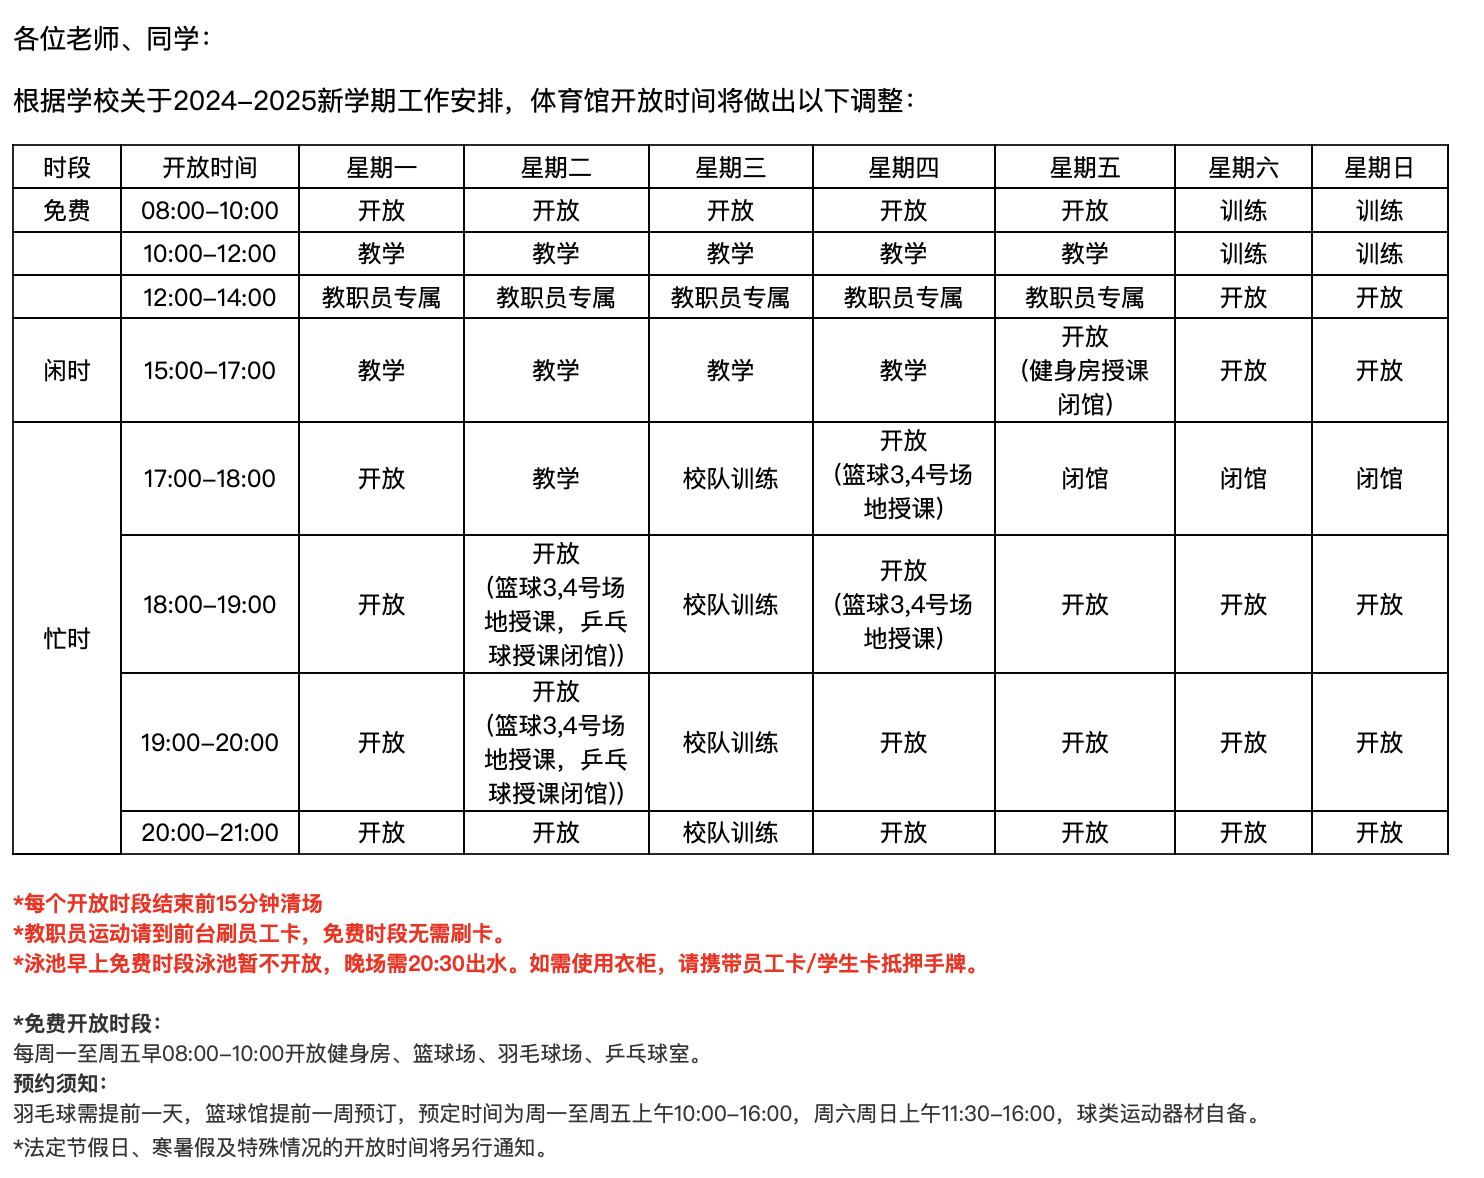 各位老师、同学：
根据学校关于2024-2025新学期工作安排，体育馆开放时间将做出以下调整：
时段 开放时间 星期一 星期二 星期三 星期四 星期五 星期六 星期日
免费 08:00-10:00 开放 开放 开放 开放 开放 训练 训练
10:00-12:00 教学 教学 教学 教学 教学 训练 训练
12:00-14:00 教职员专属 教职员专属 教职员专属 教职员专属 教职员专属 开放 开放
闲时 15:00-17:00 教学 教学 教学 教学 开放
（健身房授课
闭馆） 开放 开放
忙时 17:00-18:00 开放 教学 校队训练 开放
（篮球3,4号场
地授课） 闭馆 闭馆 闭馆
18:00-19:00 开放 开放
（篮球3,4号场
地授课，乒乓
球授课闭馆）） 校队训练 开放
（篮球3,4号场
地授课） 开放 开放 开放
19:00-20:00 开放 开放
（篮球3,4号场
地授课，乒乓
球授课闭馆）） 校队训练 开放 开放 开放 开放
20:00-21:00 开放 开放 校队训练 开放 开放 开放 开放
*每个开放时段结束前15分钟清场
*教职员运动请到前台刷员工卡，免费时段无需刷卡。
*泳池早上免费时段泳池暂不开放，晚场需20:30出水。如需使用衣柜，请携带员工卡/学生卡抵押手牌。
*免费开放时段：
每周一至周五早08:00-10:00开放健身房、篮球场、羽毛球场、乒乓球室。
预约须知：
羽毛球需提前一天，篮球馆提前一周预订，预定时间为周一至周五上午10:00-16:00，周六周日上午11:30-16:00，球类运动器材自备。
*法定节假日、寒暑假及特殊情况的开放时间将另行通知。